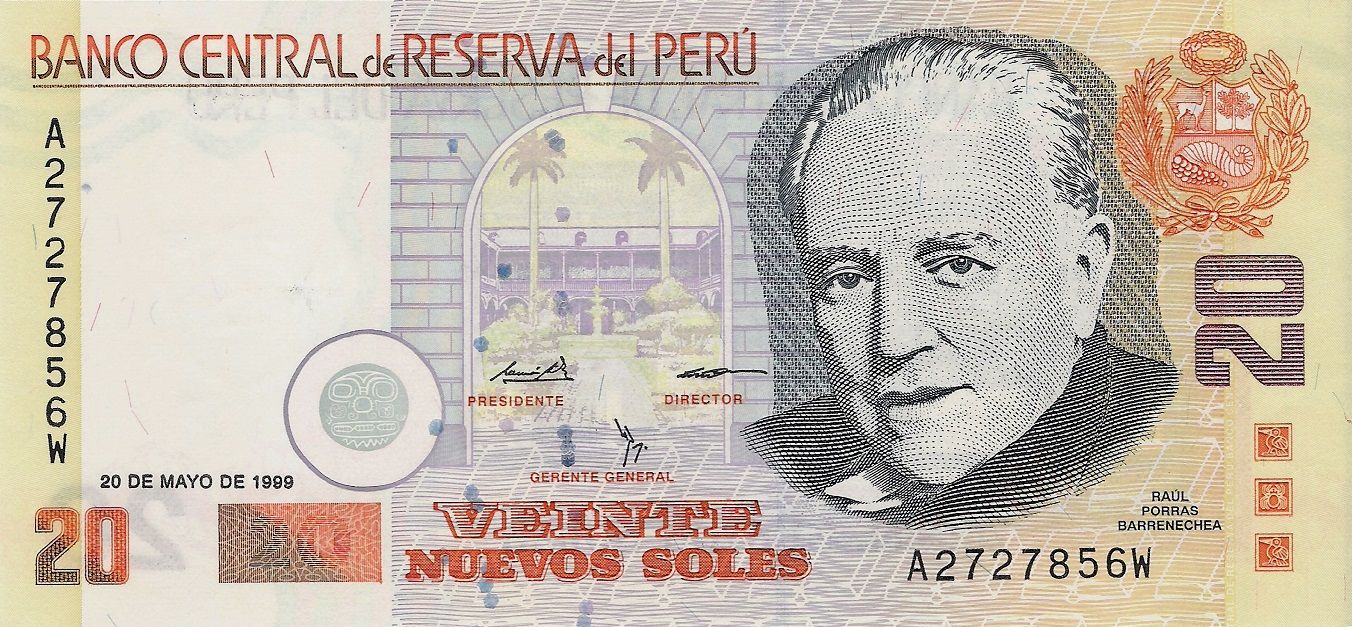 BANCO CENTRAL de RESERVA del PERÚ
A2727856W
PRESIDENTE
DIRECTOR
GERENTE GENERAL
20 DE MAYO DE 1999
20
VEINTE
NUEVOS SOLES
20
RAÚL
PORRAS
BARRENECHEA
A2727856W